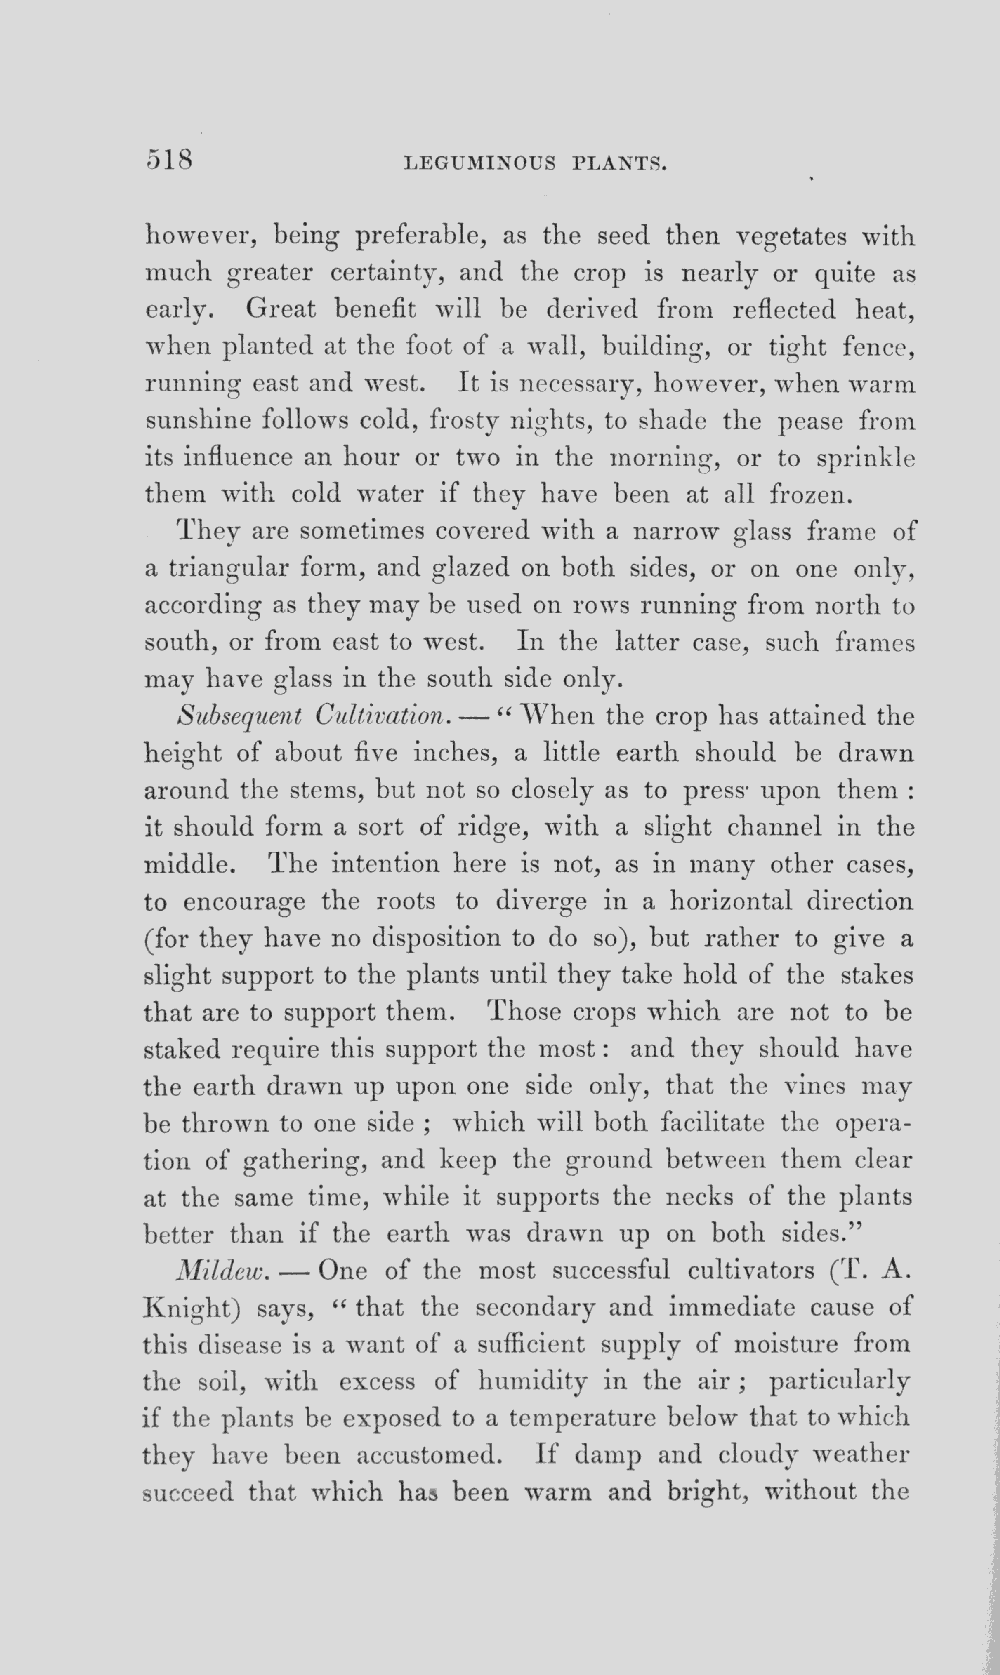 518 LEGUMINOUS PLANTS.
however, being preferable, as the seed then vegetates with
much greater certainty, and the crop is nearly or quite as
early. Great benefit will be derived from reflected heat,
when planted at the foot of a wall, building, or tight fence,
running east and west. It is necessary, however, when warm
sunshine follows cold, frosty nights, to shade the pease from
its influence an hour or two in the morning, or to sprinkle
them with cold water if they have been at all frozen.
They are sometimes covered with a narrow glass frame of
a triangular form, and glazed on both sides, or on one only,
according as they may be used on rows running from north to
south, or from east to west. In the latter case, such frames
may have glass in the south side only.
Subsequent Cultivation. — “ When the crop has attained the
height of about five inches, a little earth should be drawn
around the stems, but not so closely as to press upon them :
it should form a sort of ridge, with a slight channel in the
middle. The intention here is not, as in many other cases,
to encourage the roots to diverge in a horizontal direction
(for they have no disposition to do so), but rather to give a
slight support to the plants until they take hold of the stakes
that are to support them. Those crops which are not to be
staked require this support the most : and they should have
the earth drawn up upon one side only, that the vines may
be thrown to one side ; which will both facilitate the opera-
tion of gathering, and keep the ground between them clear
at the same time, while it supports the necks of the plants
better than if the earth was drawn up on both sides.”
Mildew. — One of the most successful cultivators (T. A.
Knight) says, “ that the secondary and immediate cause of
this disease is a want of a sufficient supply of moisture from
the soil, with excess of humidity in the air ; particularly
if the plants be exposed to a temperature below that to which
they have been accustomed. If damp and cloudy weather
succeed that which has been warm and bright, without the